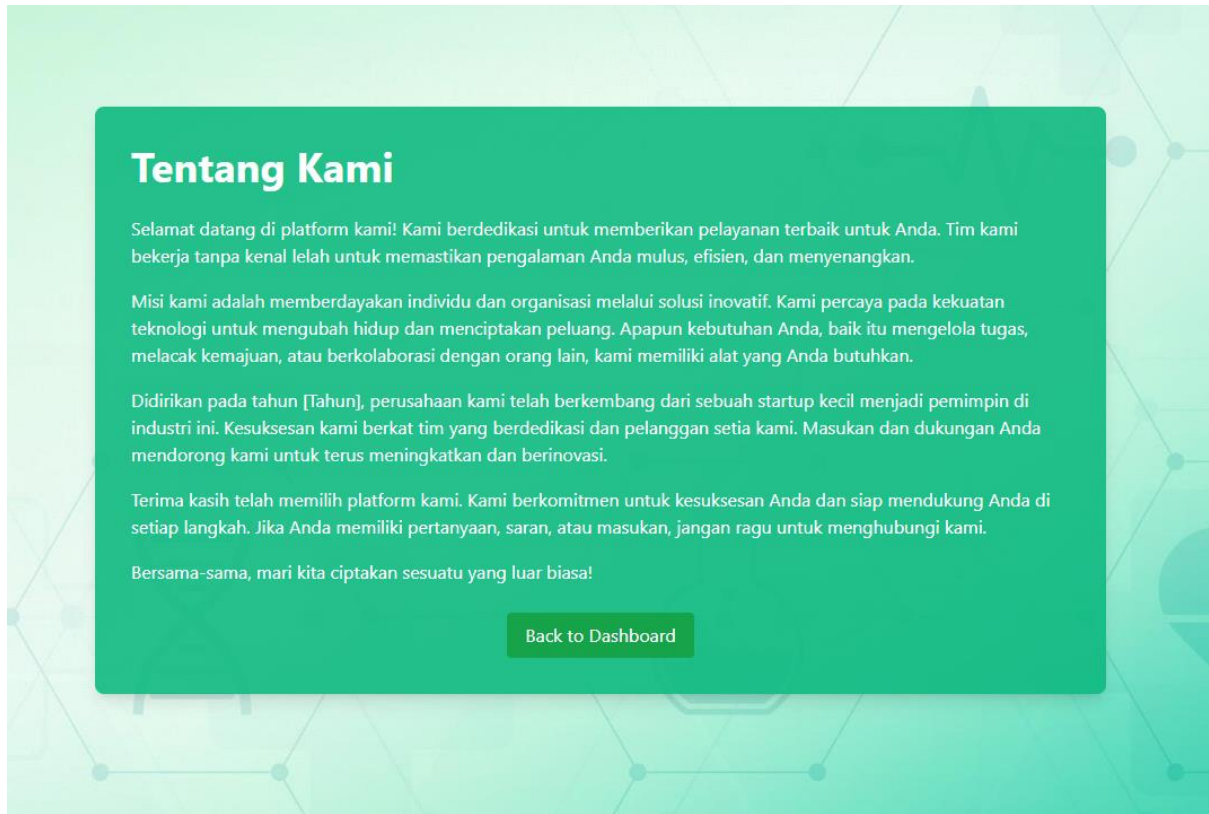 Tentang Kami
Selamat datang di platform kami! Kami berdedikasi untuk memberikan pelayanan terbaik untuk Anda. Tim kami
bekerja tanpa kenal lelah untuk memastikan pengalaman Anda mulus, efisien, dan menyenangkan.
Misi kami adalah memberdayakan individu dan organisasi melalui solusi inovatif. Kami percaya pada kekuatan
teknologi untuk mengubah hidup dan menciptakan peluang. Apapun kebutuhan Anda, baik itu mengelola tugas,
melacak kemajuan, atau berkolaborasi dengan orang lain, kami memiliki alat yang Anda butuhkan.
Didirikan pada tahun [Tahun], perusahaan kami telah berkembang dari sebuah startup kecil menjadi pemimpin di
industri ini. Kesuksesan kami berkat tim yang berdedikasi dan pelanggan setia kami. Masukan dan dukungan Anda
mendorong kami untuk terus meningkatkan dan berinovasi.
Terima kasih telah memilih platform kami. Kami berkomitmen untuk kesuksesan Anda dan siap mendukung Anda di
setiap langkah. Jika Anda memiliki pertanyaan, saran, atau masukan, jangan ragu untuk menghubungi kami.
Bersama-sama, mari kita ciptakan sesuatu yang luar biasa!
Back to Dashboard